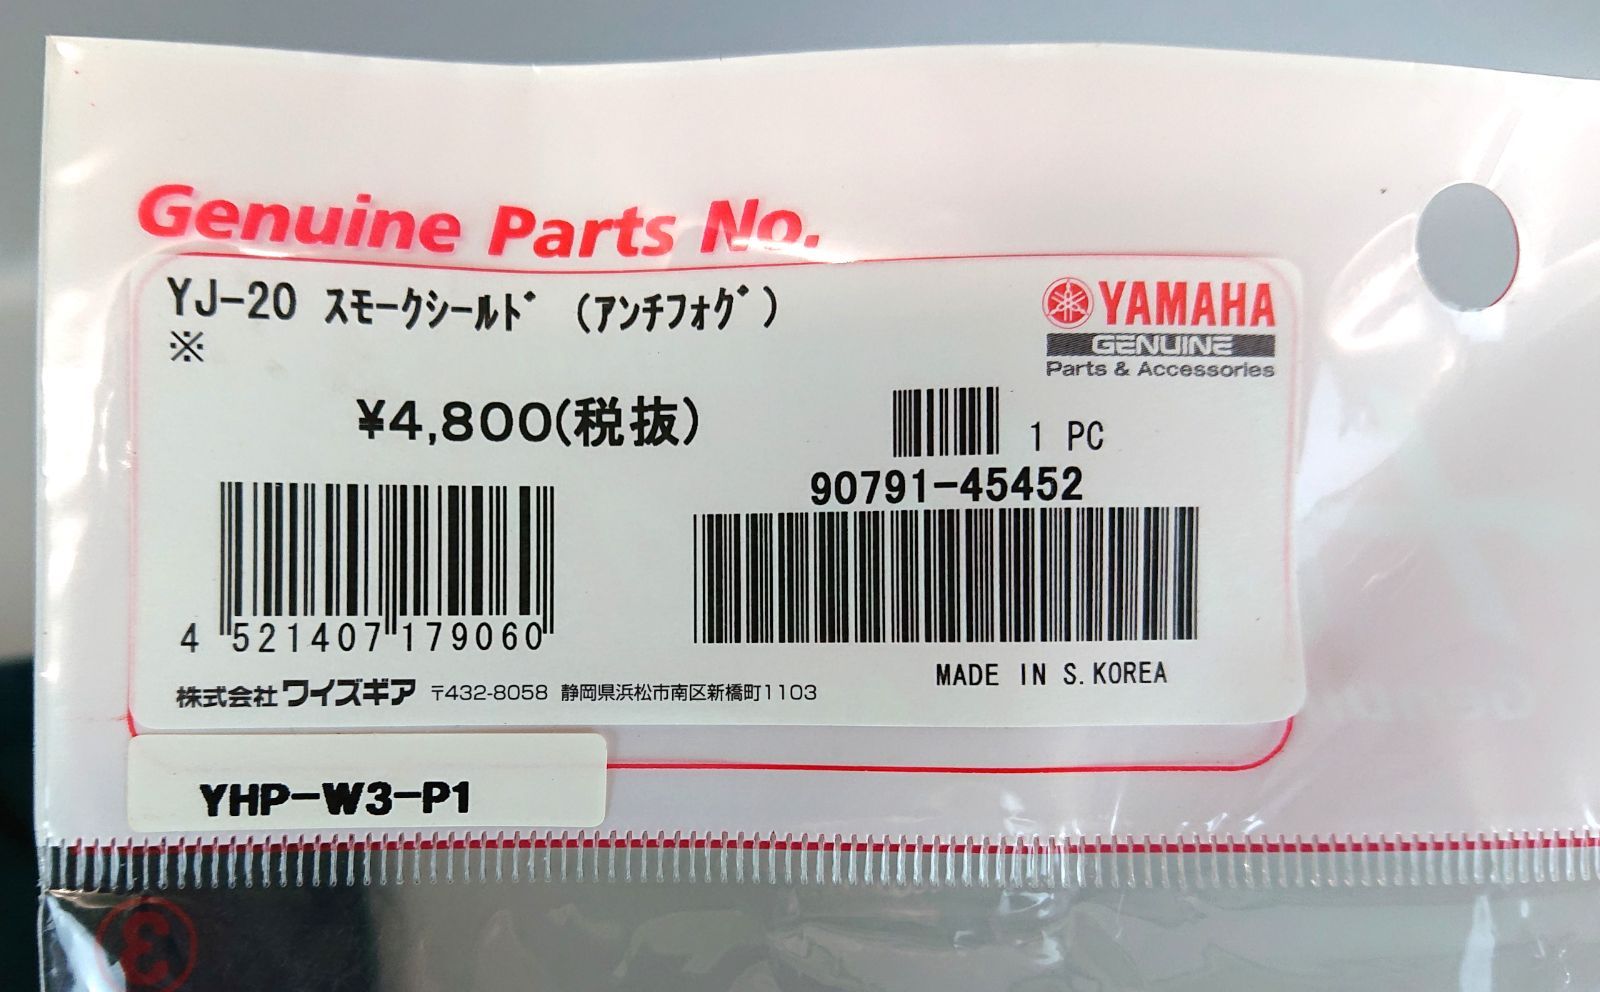 Genuine Parts No.
YJ-20 スモークシールド (アンチフォグ)
※
YAMAHA
GENUINE
Parts & Accessories
¥4,800(税抜)
1 PC
90791-45452
4 521407 179060
MADE IN S.KOREA
株式会社 ワイズギア 〒432-8058 静岡県浜松市南区新橋町1103
YHP-W3-P1
3